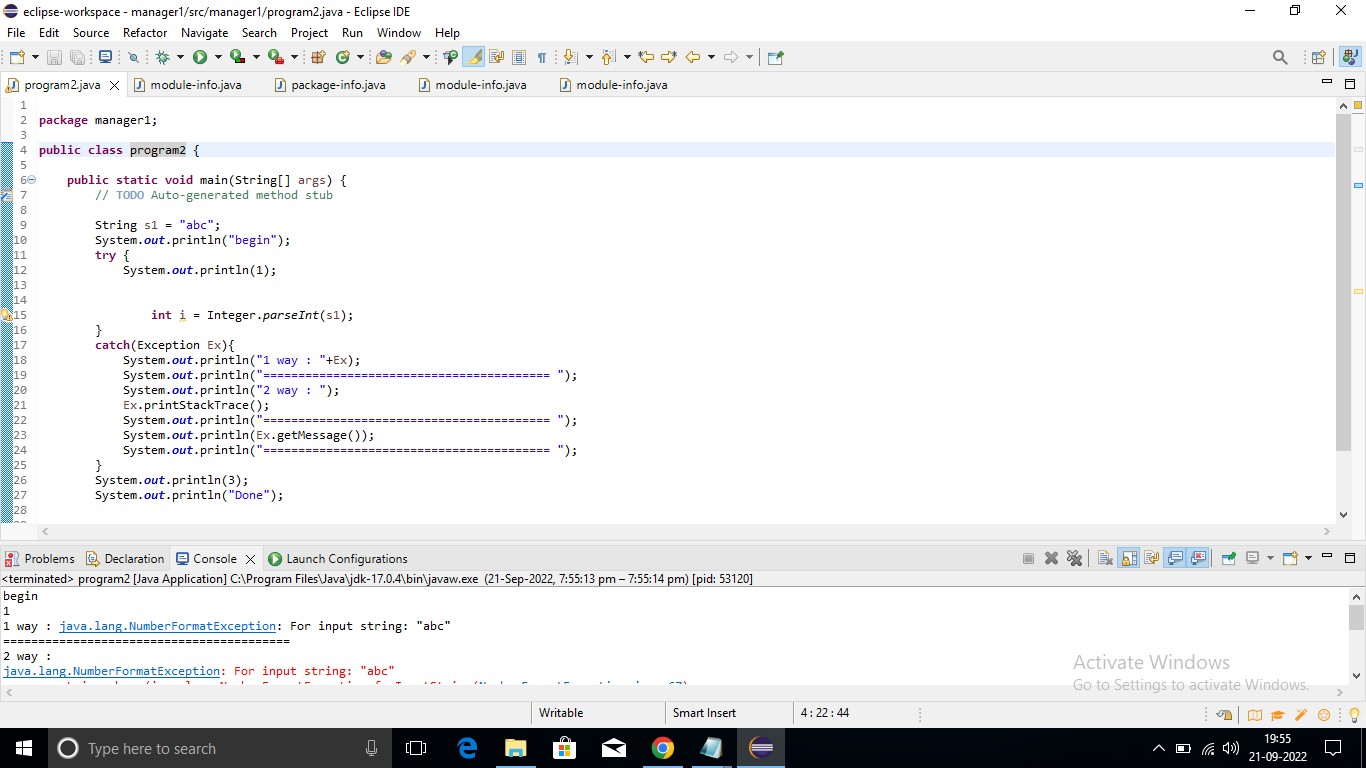 eclipse-workspace - manager1/src/manager1/program2.java - Eclipse IDE
File Edit Source Refactor Navigate Search Project Run Window Help
program2.java module-info.java package-info.java module-info.java module-info.java
1
2 package manager1;
3
4 public class program2 {
5
6 public static void main(String[] args) {
7 // TODO Auto-generated method stub
8
9 String s1 = "abc";
10 System.out.println("begin");
11 try {
12 System.out.println(1);
13
14
15 int i = Integer.parseInt(s1);
16 }
17 catch(Exception Ex){
18 System.out.println("1 way : "+Ex);
19 System.out.println("========================================= ");
20 System.out.println("2 way : ");
21 Ex.printStackTrace();
22 System.out.println("========================================= ");
23 System.out.println(Ex.getMessage());
24 System.out.println("========================================= ");
25 }
26 System.out.println(3);
27 System.out.println("Done");
28
Problems Declaration Console Launch Configurations
<terminated> program2 [Java Application] C:\Program Files\Java\jdk-17.0.4\bin\javaw.exe (21-Sep-2022, 7:55:13 pm – 7:55:14 pm) [pid: 53120]
begin
1
1 way : java.lang.NumberFormatException: For input string: "abc"
=========================================
2 way :
java.lang.NumberFormatException: For input string: "abc"
Activate Windows
Go to Settings to activate Windows.
Writable Smart Insert 4 : 22 : 44
Type here to search
19:55
21-09-2022